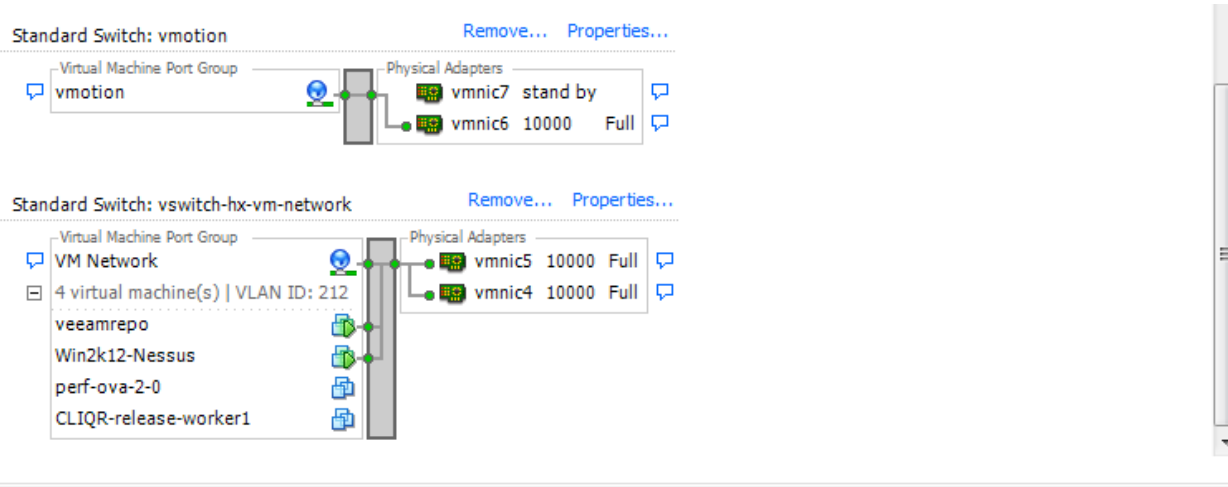 Standard Switch: vmotion Remove... Properties...
Virtual Machine Port Group Physical Adapters
vmotion vmnic7 stand by
vmnic6 10000 Full
Standard Switch: vswitch-hx-vm-network Remove... Properties...
Virtual Machine Port Group Physical Adapters
VM Network vmnic5 10000 Full
4 virtual machine(s) | VLAN ID: 212 vmnic4 10000 Full
veeamrepo
Win2k12-Nessus
perf-ova-2-0
CLIQR-release-worker1